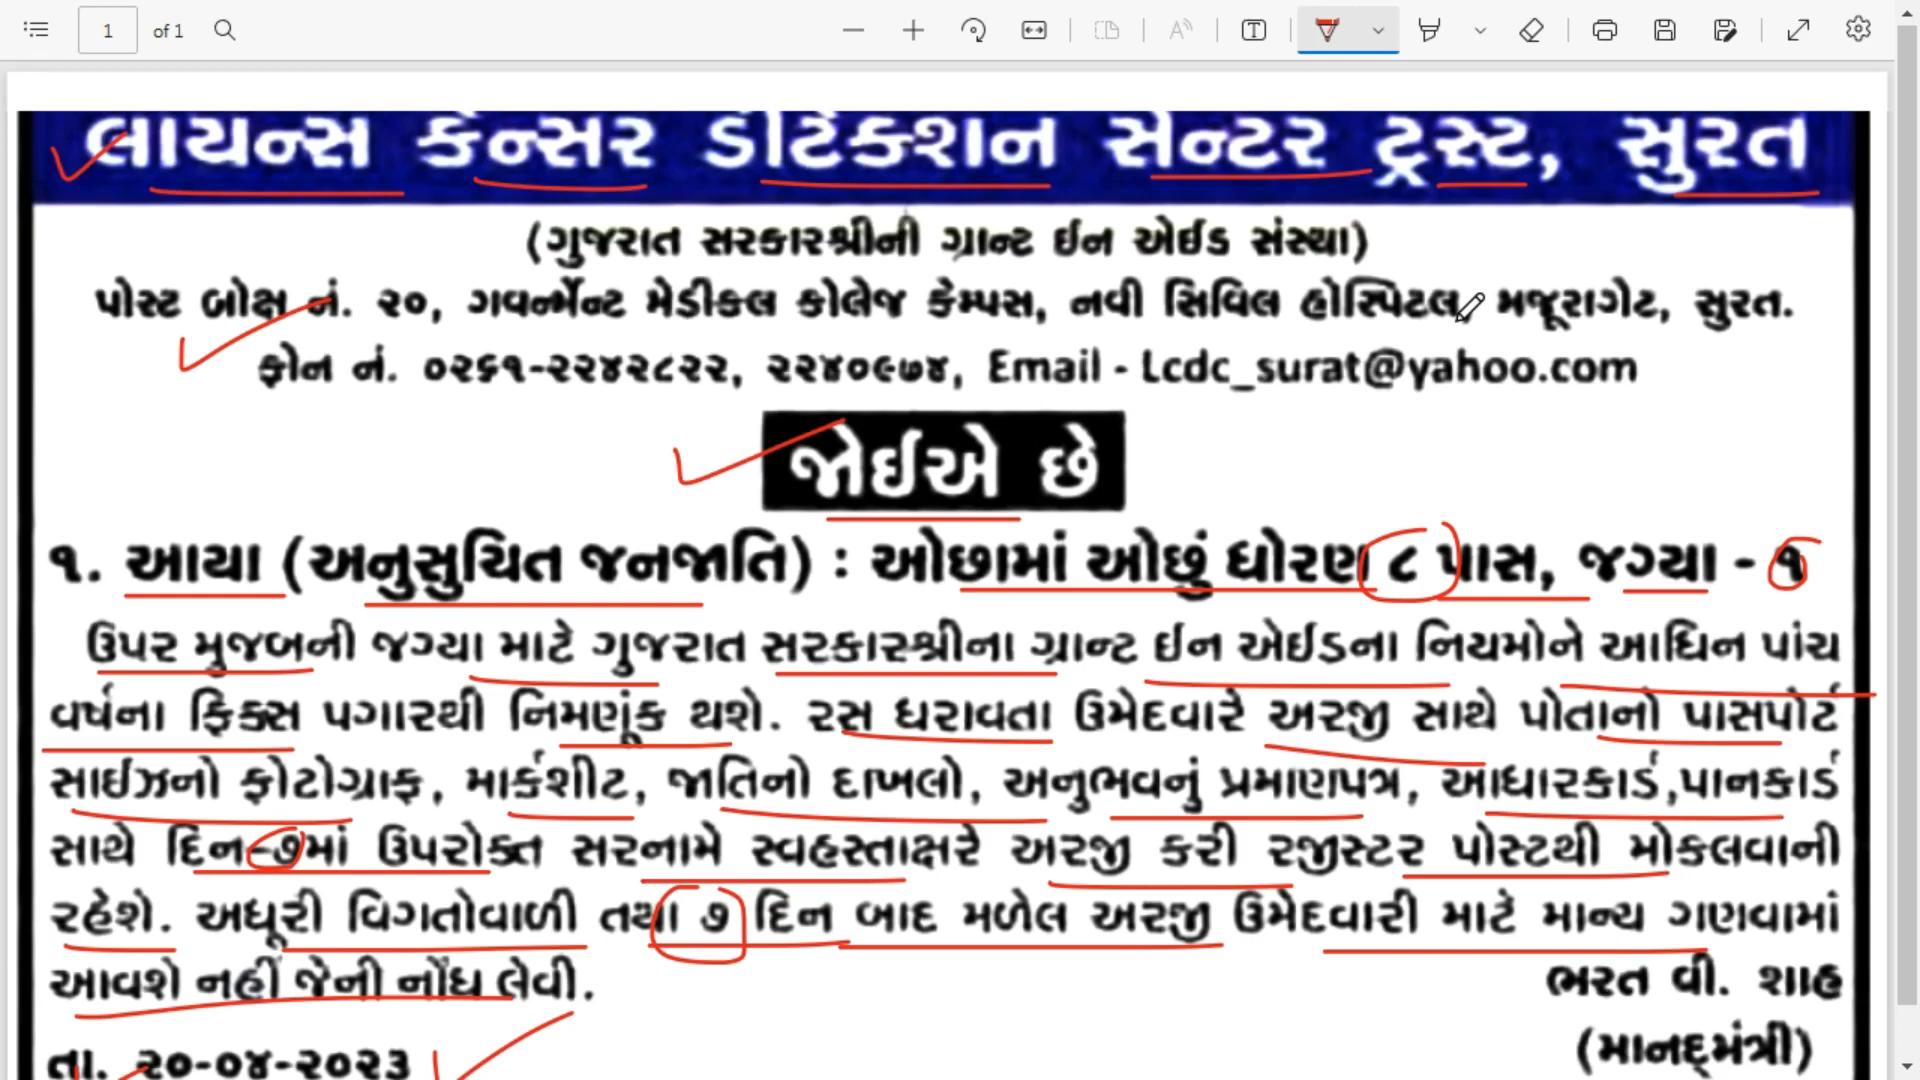 1 of 1
લાયન્સ કેન્સર ડીટેક્શન સેન્ટર ટ્રસ્ટ, સુરત
(ગુજરાત સરકારશ્રીની ગ્રાન્ટ ઈન એઈડ સંસ્થા)
પોસ્ટ બોક્ષ નં. ૨૦, ગવર્ન્મેન્ટ મેડીકલ કોલેજ કેમ્પસ, નવી સિવિલ હોસ્પિટલ, મજૂરાગેટ, સુરત.
ફોન નં. ૦૨૬૧-૨૨૪૨૮૨૨, ૨૨૪૦૯૭૪, Email - Lcdc_surat@yahoo.com
જોઈએ છે
૧. આયા (અનુસુચિત જનજાતિ) : ઓછામાં ઓછું ધોરણ ૮ પાસ, જગ્યા - ૧
ઉપર મુજબની જગ્યા માટે ગુજરાત સરકારશ્રીના ગ્રાન્ટ ઈન એઈડના નિયમોને આધિન પાંચ
વર્ષના ફિક્સ પગારથી નિમણૂંક થશે. રસ ધરાવતા ઉમેદવારે અરજી સાથે પોતાનો પાસપોર્ટ
સાઈઝનો ફોટોગ્રાફ, માર્કશીટ, જાતિનો દાખલો, અનુભવનું પ્રમાણપત્ર, આધારકાર્ડ,પાનકાર્ડ
સાથે દિન-૭માં ઉપરોક્ત સરનામે સ્વહસ્તાક્ષરે અરજી કરી રજીસ્ટર પોસ્ટથી મોકલવાની
રહેશે. અધૂરી વિગતોવાળી તથા ૭ દિન બાદ મળેલ અરજી ઉમેદવારી માટે માન્ય ગણવામાં
આવશે નહીં જેની નોંધ લેવી.
ભરત વી. શાહ
તા. ૨૦-૦૪-૨૦૨૩
(માનદ્‌મંત્રી)